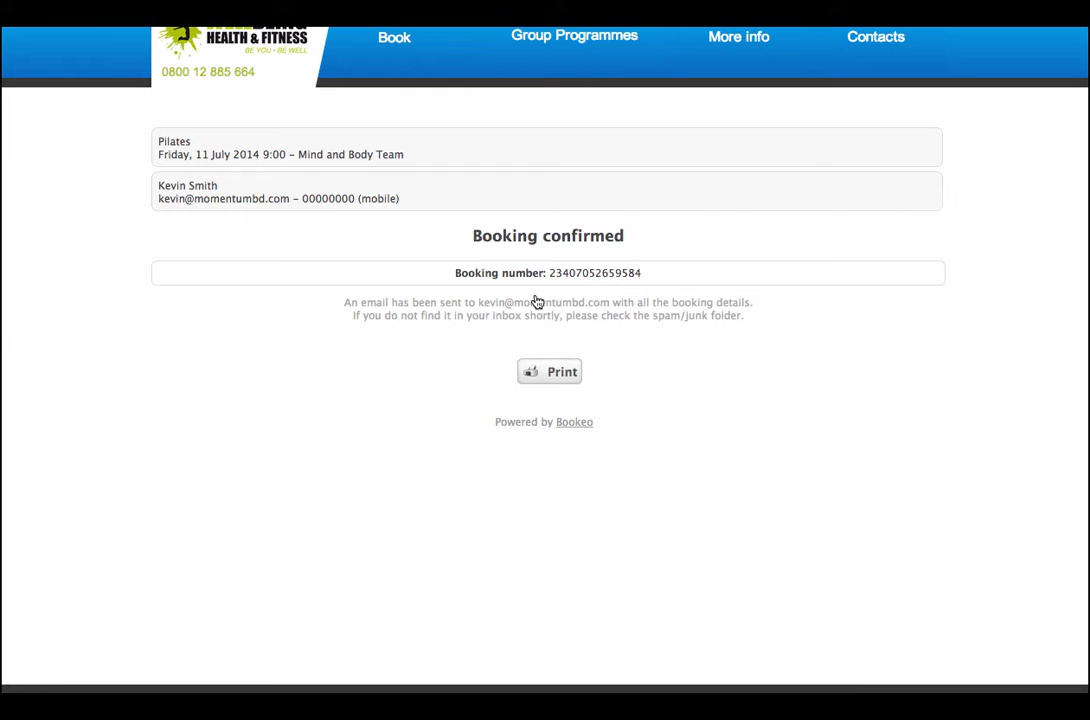 HEALTH & FITNESS
BE YOU • BE WELL
0800 12 885 664
Book
Group Programmes
More info
Contacts
Pilates
Friday, 11 July 2014 9:00 – Mind and Body Team
Kevin Smith
kevin@momentumbd.com – 00000000 (mobile)
Booking confirmed
Booking number: 23407052659584
An email has been sent to kevin@momentumbd.com with all the booking details.
If you do not find it in your inbox shortly, please check the spam/junk folder.
Print
Powered by Bookeo